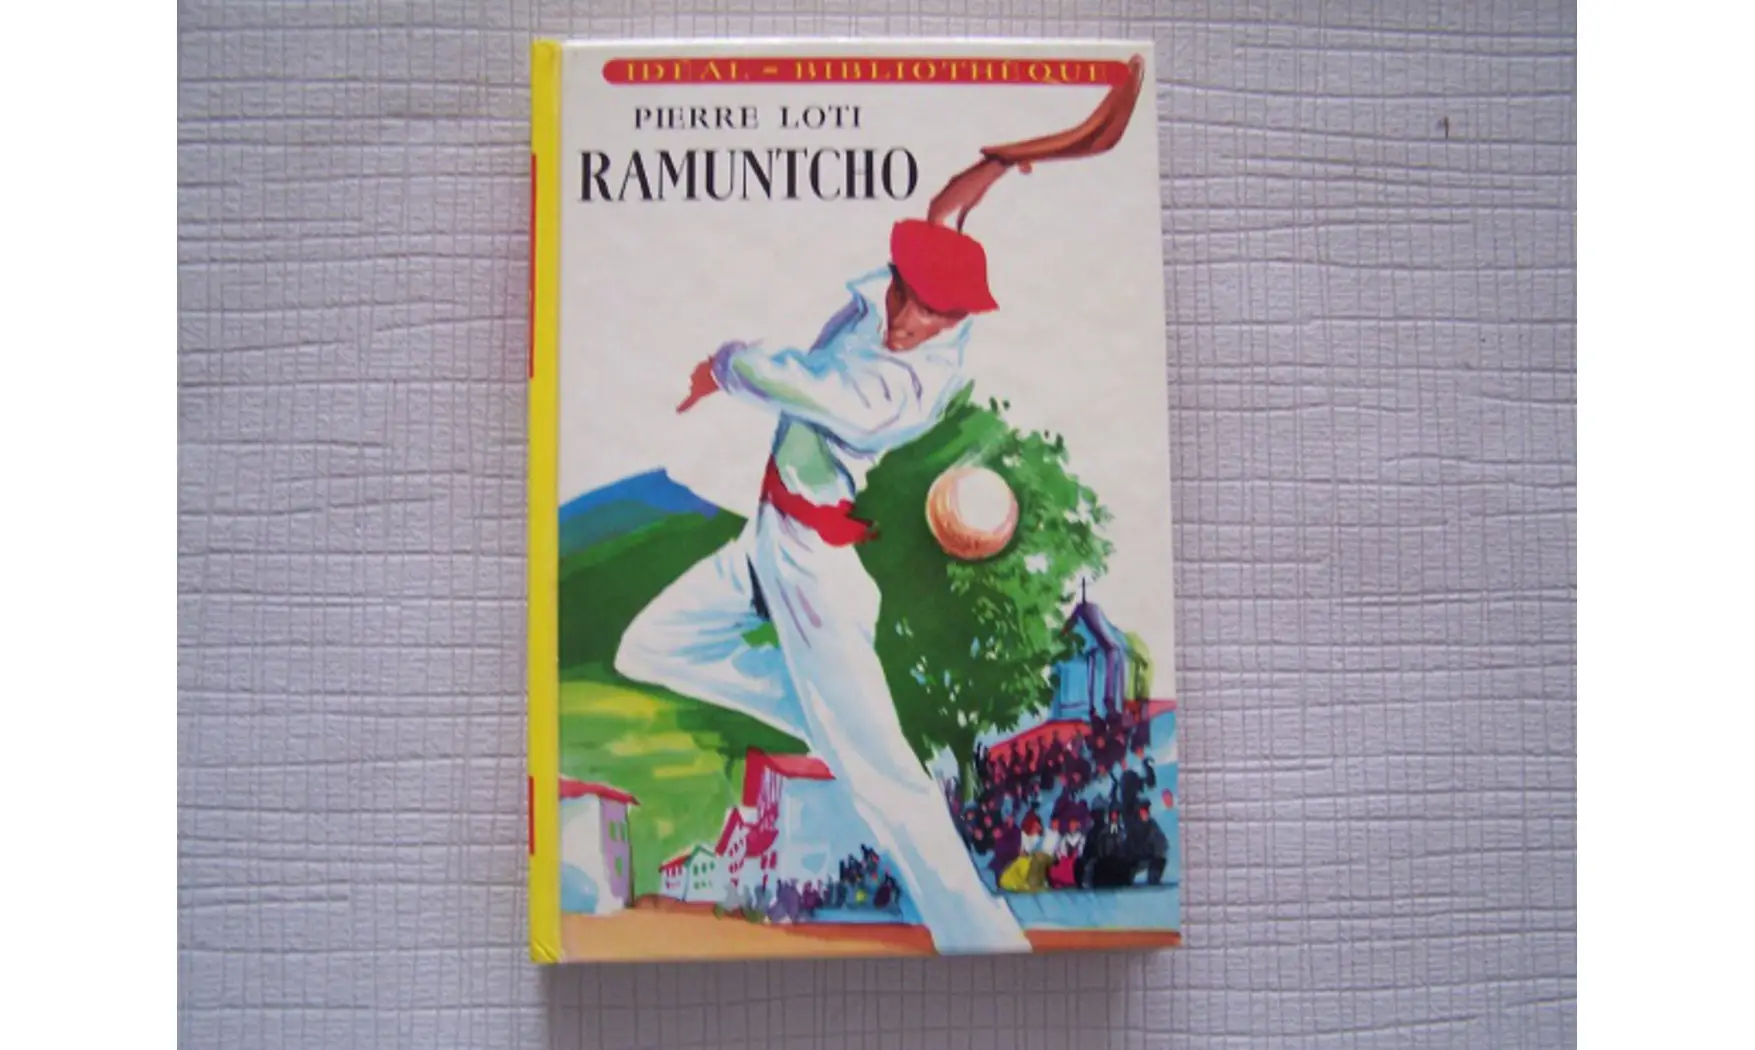 IDÉAL - BIBLIOTHÈQUE
PIERRE LOTI
RAMUNTCHO